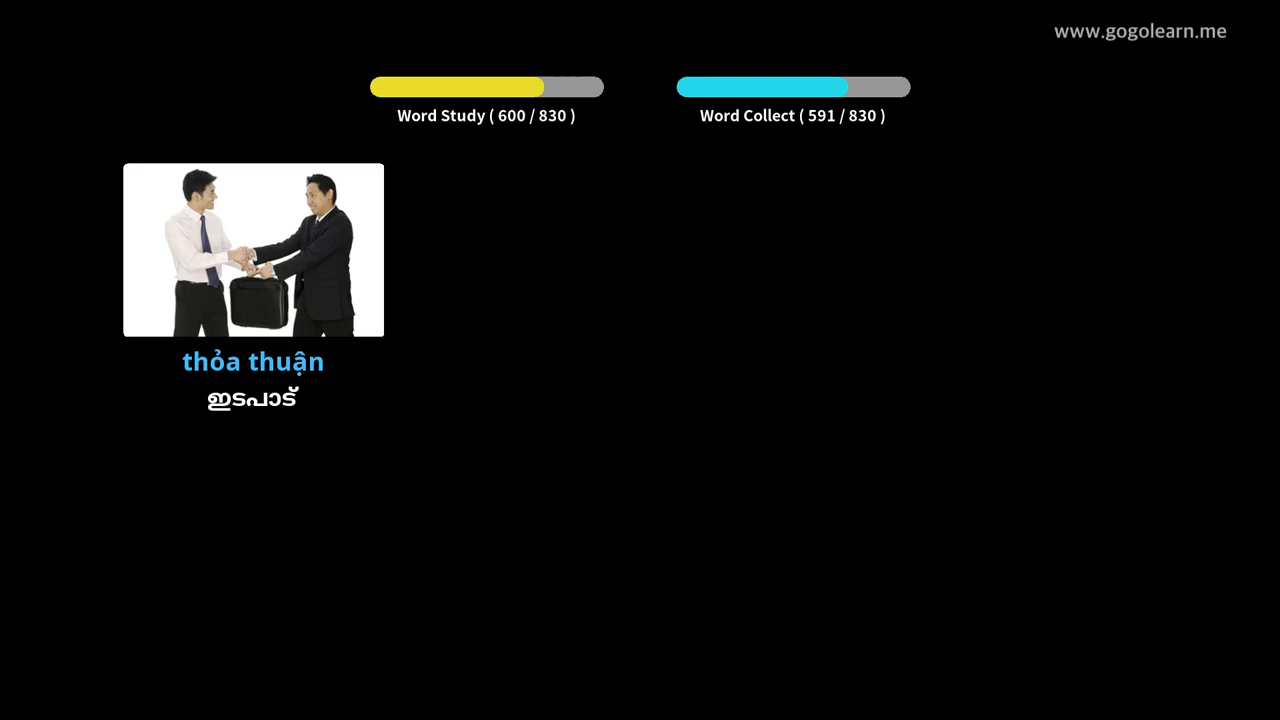 www.gogolearn.me
Word Study ( 600 / 830 )
Word Collect ( 591 / 830 )
thỏa thuận
ഇടപാട്